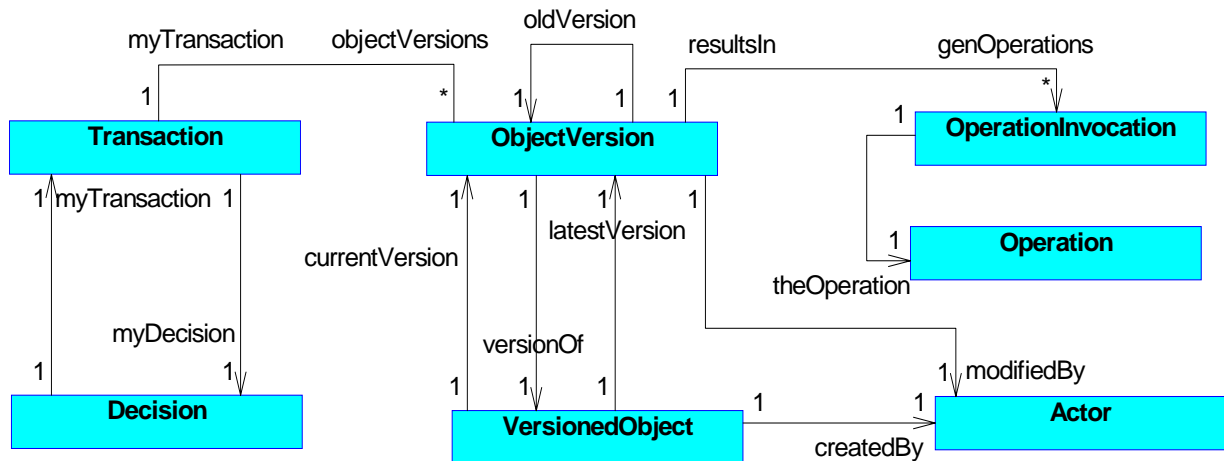 oldVersion
myTransaction objectVersions resultsIn genOperations
1 * 1 1 1 * 1
Transaction ObjectVersion OperationInvocation
1 myTransaction 1 1 1 1 1
latestVersion 1 Operation
currentVersion
theOperation
myDecision versionOf
1 1 1 1 1 1 modifiedBy
Decision VersionedObject 1 1 Actor
createdBy